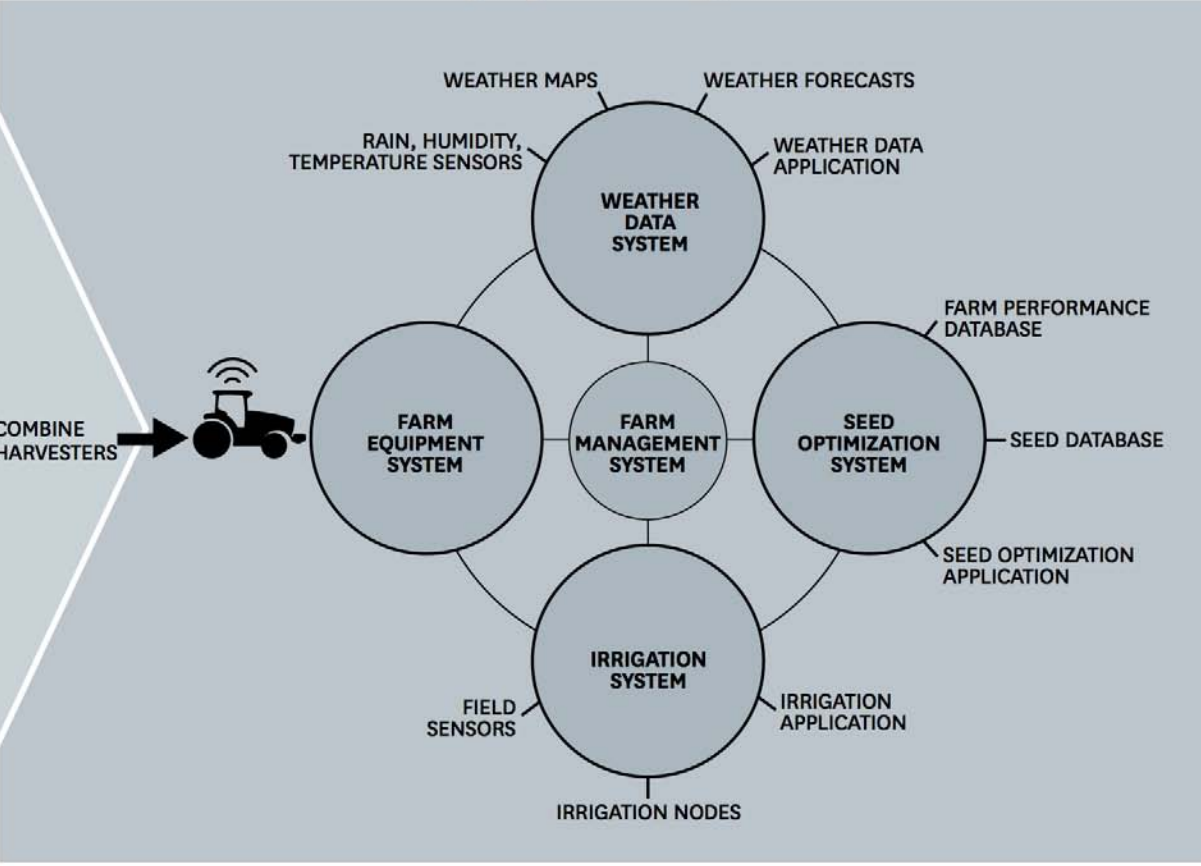 WEATHER MAPS
WEATHER FORECASTS
RAIN, HUMIDITY,
TEMPERATURE SENSORS
WEATHER DATA
APPLICATION
WEATHER
DATA
SYSTEM
FARM PERFORMANCE
DATABASE
COMBINE
HARVESTERS
FARM
EQUIPMENT
SYSTEM
FARM
MANAGEMENT
SYSTEM
SEED
OPTIMIZATION
SYSTEM
SEED DATABASE
SEED OPTIMIZATION
APPLICATION
IRRIGATION
SYSTEM
FIELD
SENSORS
IRRIGATION
APPLICATION
IRRIGATION NODES